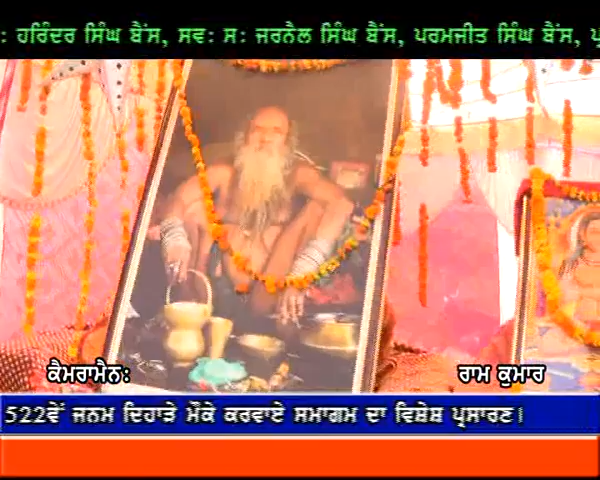 : ਹਰਿੰਦਰ ਸਿੰਘ ਬੈਂਸ, ਸਵ: ਸ: ਜਰਨੈਲ ਸਿੰਘ ਬੈਂਸ, ਪਰਮਜੀਤ ਸਿੰਘ ਬੈਂਸ,
ਕੈਮਰਾਮੈਨ: ਰਾਮ ਕੁਮਾਰ
522ਵੇਂ ਜਨਮ ਦਿਹਾੜੇ ਮੌਕੇ ਕਰਵਾਏ ਸਮਾਗਮ ਦਾ ਵਿਸ਼ੇਸ਼ ਪ੍ਰਸਾਰਣ।